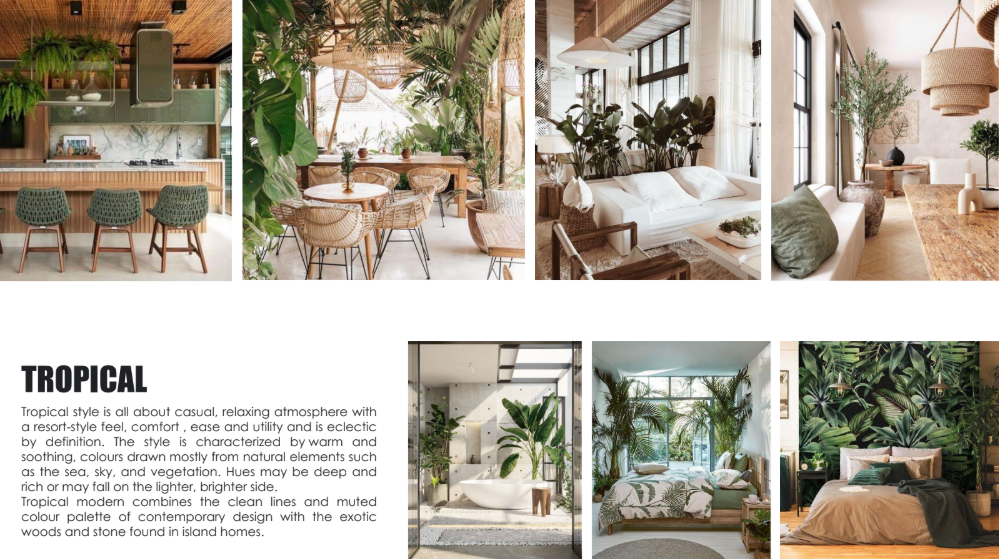 TROPICAL
Tropical style is all about casual, relaxing atmosphere with
a resort-style feel, comfort , ease and utility and is eclectic
by definition. The style is characterized by warm and
soothing, colours drawn mostly from natural elements such
as the sea, sky, and vegetation. Hues may be deep and
rich or may fall on the lighter, brighter side.
Tropical modern combines the clean lines and muted
colour palette of contemporary design with the exotic
woods and stone found in island homes.